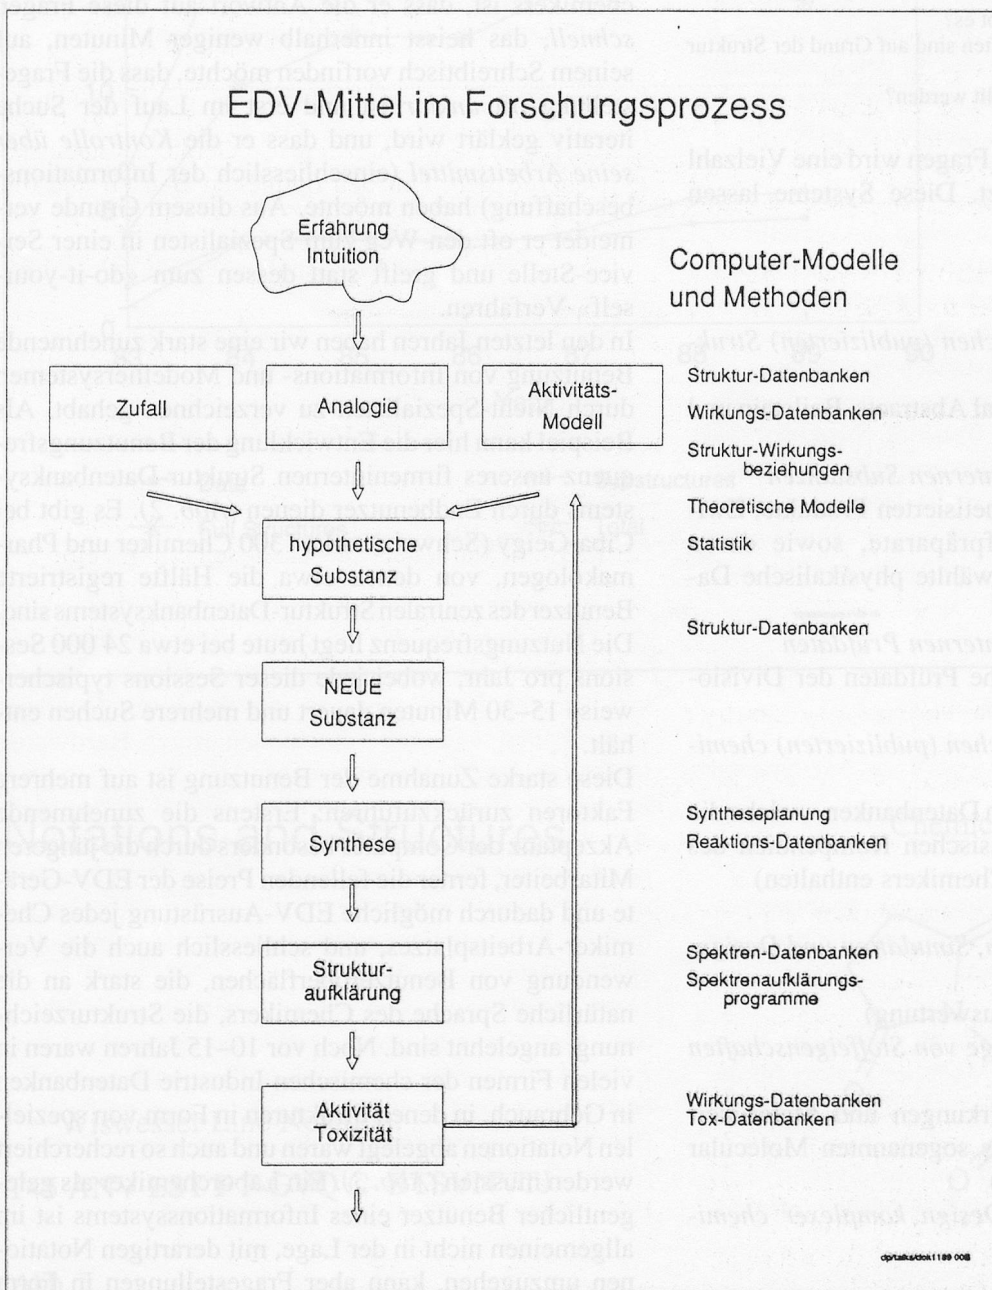 EDV-Mittel im Forschungsprozess
Erfahrung
Intuition
Computer-Modelle
und Methoden
Zufall
Analogie
Aktivitäts-
Modell
Struktur-Datenbanken
Wirkungs-Datenbanken
Struktur-Wirkungs-
beziehungen
Theoretische Modelle
Statistik
hypothetische
Substanz
Struktur-Datenbanken
NEUE
Substanz
Synthese
Syntheseplanung
Reaktions-Datenbanken
Struktur-
aufklärung
Spektren-Datenbanken
Spektrenaufklärungs-
programme
Aktivität
Toxizität
Wirkungs-Datenbanken
Tox-Datenbanken